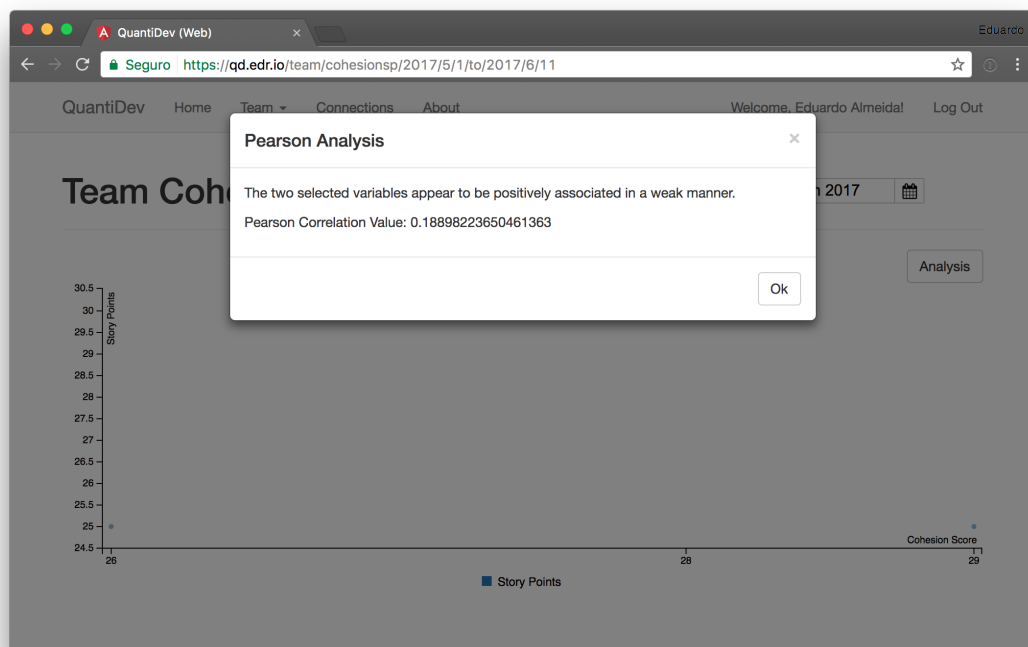 QuantiDev (Web)
Eduardo
Seguro https://qd.edr.io/team/cohesionsp/2017/5/1/to/2017/6/11
QuantiDev Home Team Connections About Welcome, Eduardo Almeida! Log Out
Pearson Analysis ×
Team Coh
2017
The two selected variables appear to be positively associated in a weak manner.
Pearson Correlation Value: 0.18898223650461363
Ok
Analysis
Story Points
30.5
30
29.5
29
28.5
28
27.5
27
26.5
26
25.5
25
24.5
Cohesion Score
26 28 29
Story Points